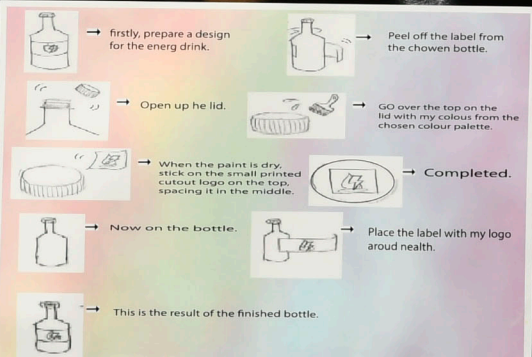 firstly, prepare a design
for the energ drink.
Peel off the label from
the chowen bottle.
Open up he lid.
GO over the top on the
lid with my colous from the
chosen colour palette.
When the paint is dry,
stick on the small printed
cutout logo on the top,
spacing it in the middle.
Completed.
Now on the bottle.
Place the label with my logo
aroud nealth.
This is the result of the finished bottle.